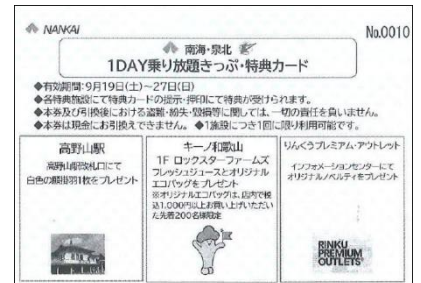 NANKAI
No.0010
南海・泉北
1DAY乗り放題きっぷ・特典カード
◆有効期間:9月19日(土)~27日(日)
◆各特典施設にて特典カードの提示・押印にて特典が受けられます。
◆本券及び引換後における盗難・紛失・毀損等に関しては、一切の責任を負いません。
◆本券は現金にお引換えできません。◆1施設につき1回に限り利用可能です。
高野山駅
高野山駅改札口にて
白色の願掛羽1枚をプレゼント
キーノ和歌山
1F ロックスターファームズ
フレッシュジュースとオリジナル
エコバッグをプレゼント
※オリジナルエコバッグは、店内で税
込1,000円以上お買い上げいただい
た先着200名様限定
りんくうプレミアム・アウトレット
インフォメーションセンターにて
オリジナルノベルティをプレゼント
RINKU
PREMIUM
OUTLETS